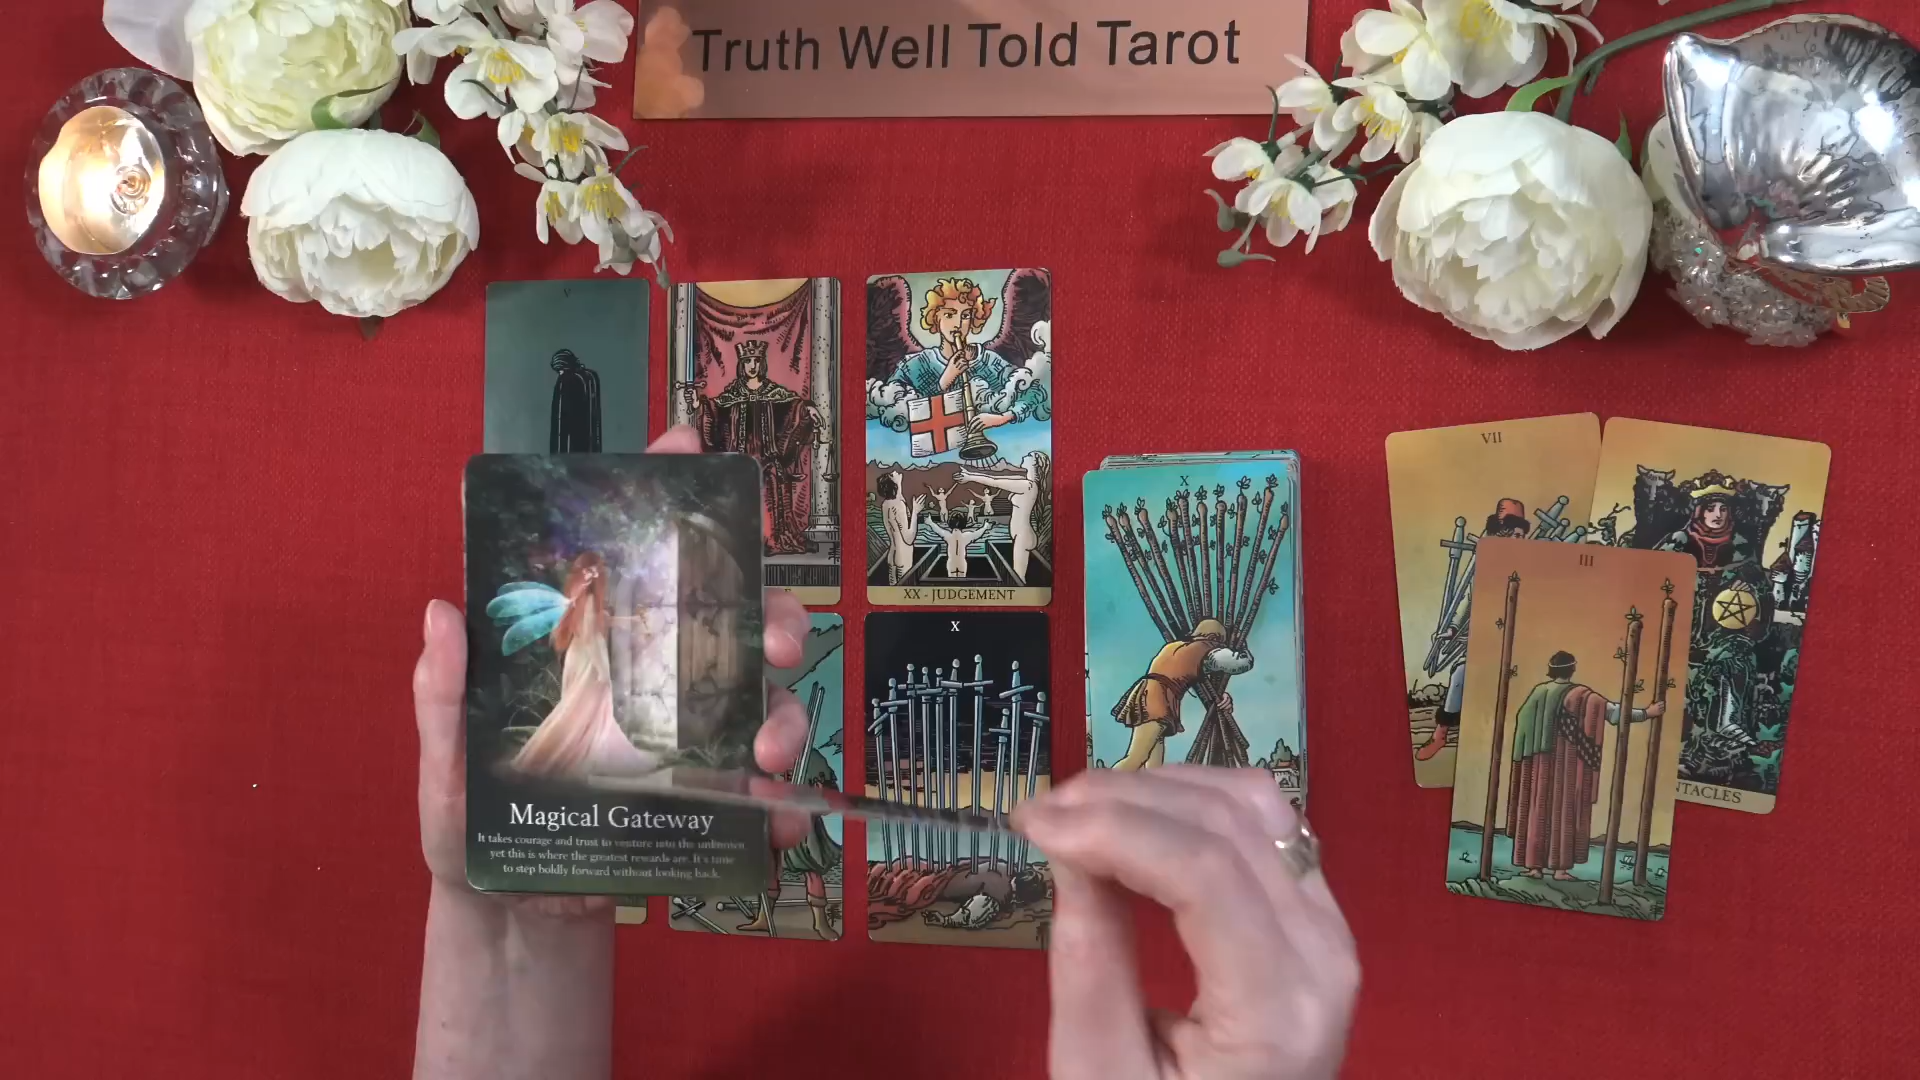 Truth Well Told Tarot
V
XX - JUDGEMENT
X
X
VII
III
NTACLES
Magical Gateway
It takes courage and trust to venture into the unknown
yet this is where the greatest rewards are. It's time
to step boldly forward without looking back.